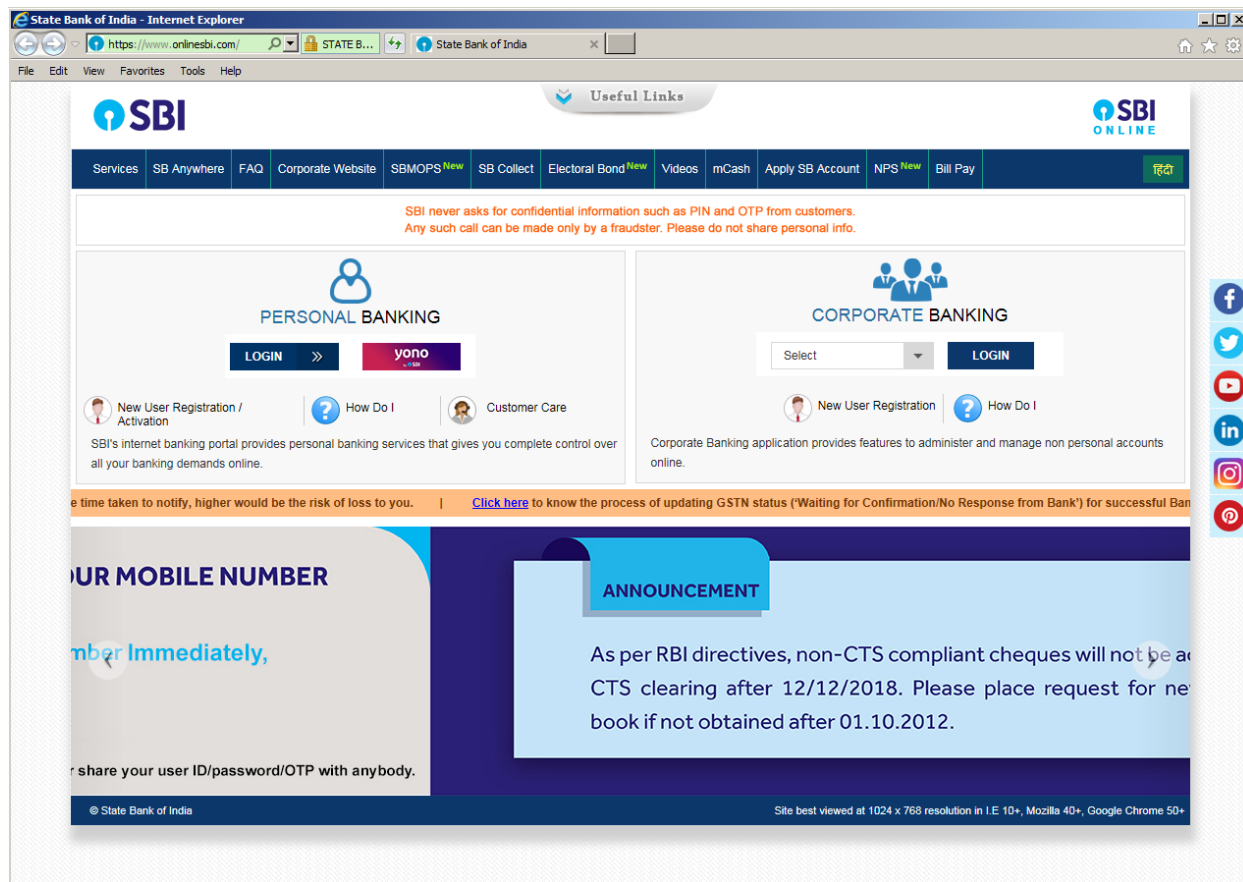 State Bank of India - Internet Explorer
https://www.onlinesbi.com/ STATE B... State Bank of India
File Edit View Favorites Tools Help
Useful Links
SBI
SBI
ONLINE
Services SB Anywhere FAQ Corporate Website SBMOPS New SB Collect Electoral Bond New Videos mCash Apply SB Account NPS New Bill Pay हिंदी
SBI never asks for confidential information such as PIN and OTP from customers.
Any such call can be made only by a fraudster. Please do not share personal info.
PERSONAL BANKING
LOGIN »
yono
by SBI
New User Registration /
Activation
How Do I
Customer Care
SBI's internet banking portal provides personal banking services that gives you complete control over
all your banking demands online.
CORPORATE BANKING
Select LOGIN
New User Registration How Do I
Corporate Banking application provides features to administer and manage non personal accounts
online.
e time taken to notify, higher would be the risk of loss to you. | Click here to know the process of updating GSTN status ('Waiting for Confirmation/No Response from Bank') for successful Ban
OUR MOBILE NUMBER
mber Immediately,
r share your user ID/password/OTP with anybody.
ANNOUNCEMENT
As per RBI directives, non-CTS compliant cheques will not be ac
CTS clearing after 12/12/2018. Please place request for ne
book if not obtained after 01.10.2012.
© State Bank of India
Site best viewed at 1024 x 768 resolution in I.E 10+, Mozilla 40+, Google Chrome 50+